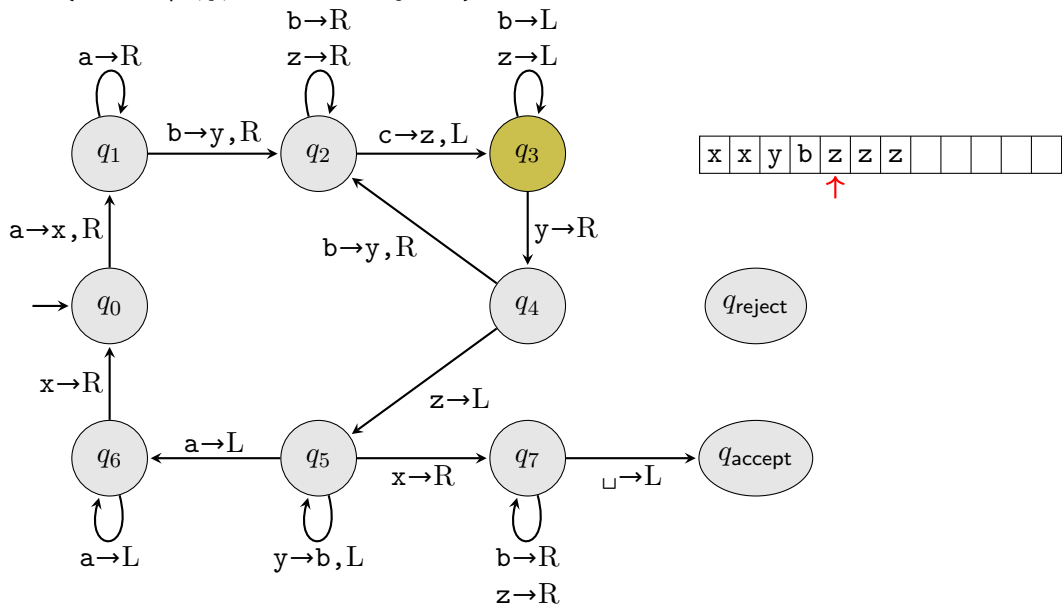 b→R
z→R
b→L
z→L
a→R
q1
b→y,R
q2
c→z,L
q3
x x y b z z z
a→x,R
b→y,R
y→R
q0
q4
qreject
x→R
z→L
q6
a→L
q5
x→R
q7
␣→L
qaccept
a→L
y→b,L
b→R
z→R